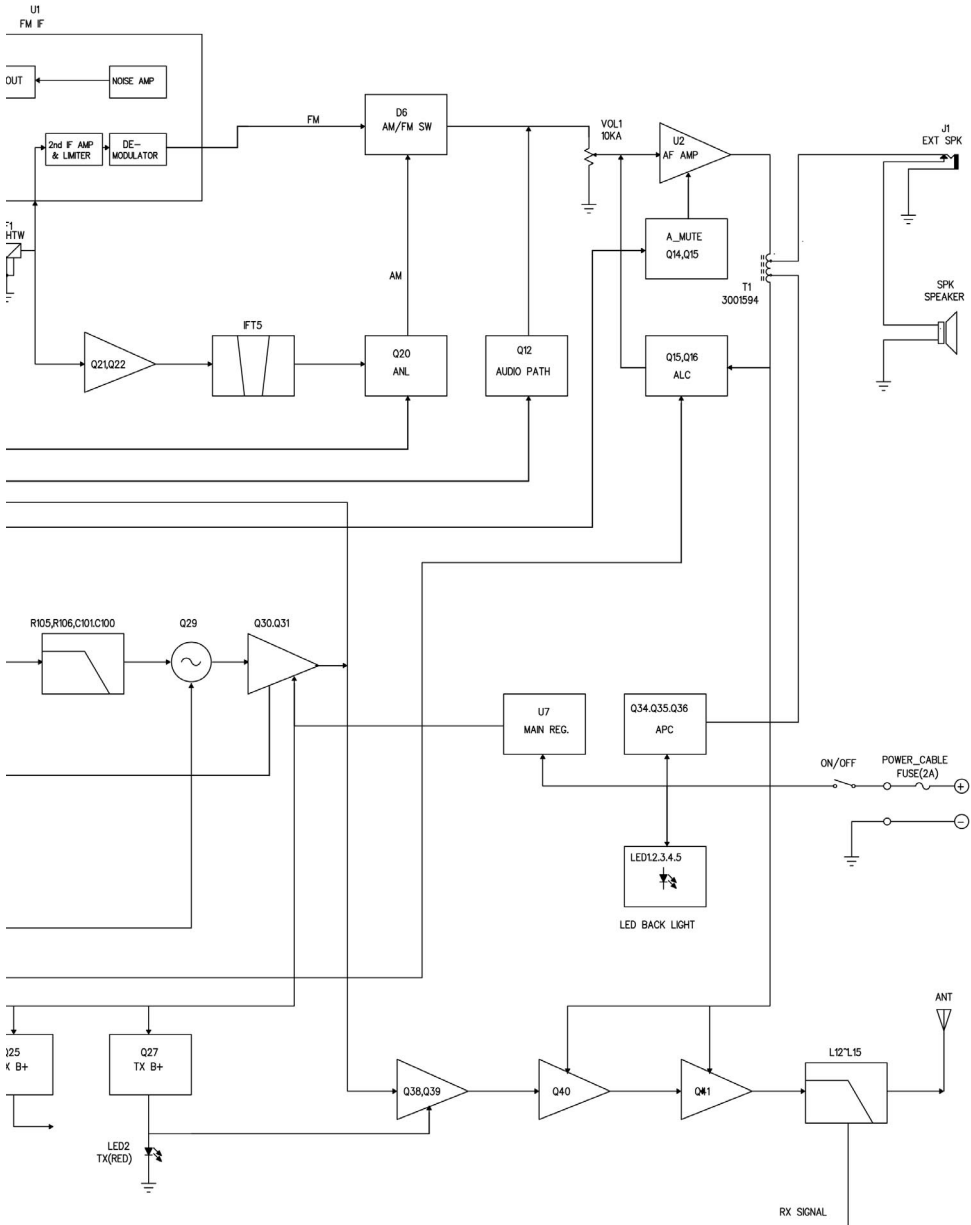 U1
FM IF
OUT
NOISE AMP
2nd IF AMP
& LIMITER
DE-
MODULATOR
FM
D6
AM/FM SW
VOL1
10KA
U2
AF AMP
J1
EXT SPK
F1
HTW
A_MUTE
Q14,Q15
AM
T1
3001594
SPK
SPEAKER
IFT5
Q21,Q22
Q20
ANL
Q12
AUDIO PATH
Q15,Q16
ALC
R105,R106,C101.C100
Q29
Q30.Q31
U7
MAIN REG.
Q34.Q35.Q36
APC
ON/OFF
POWER_CABLE
FUSE(2A)
+
−
LED1.2.3.4.5
LED BACK LIGHT
ANT
Q25
X B+
Q27
TX B+
L12~L15
Q38,Q39
Q40
Q41
LED2
TX(RED)
RX SIGNAL